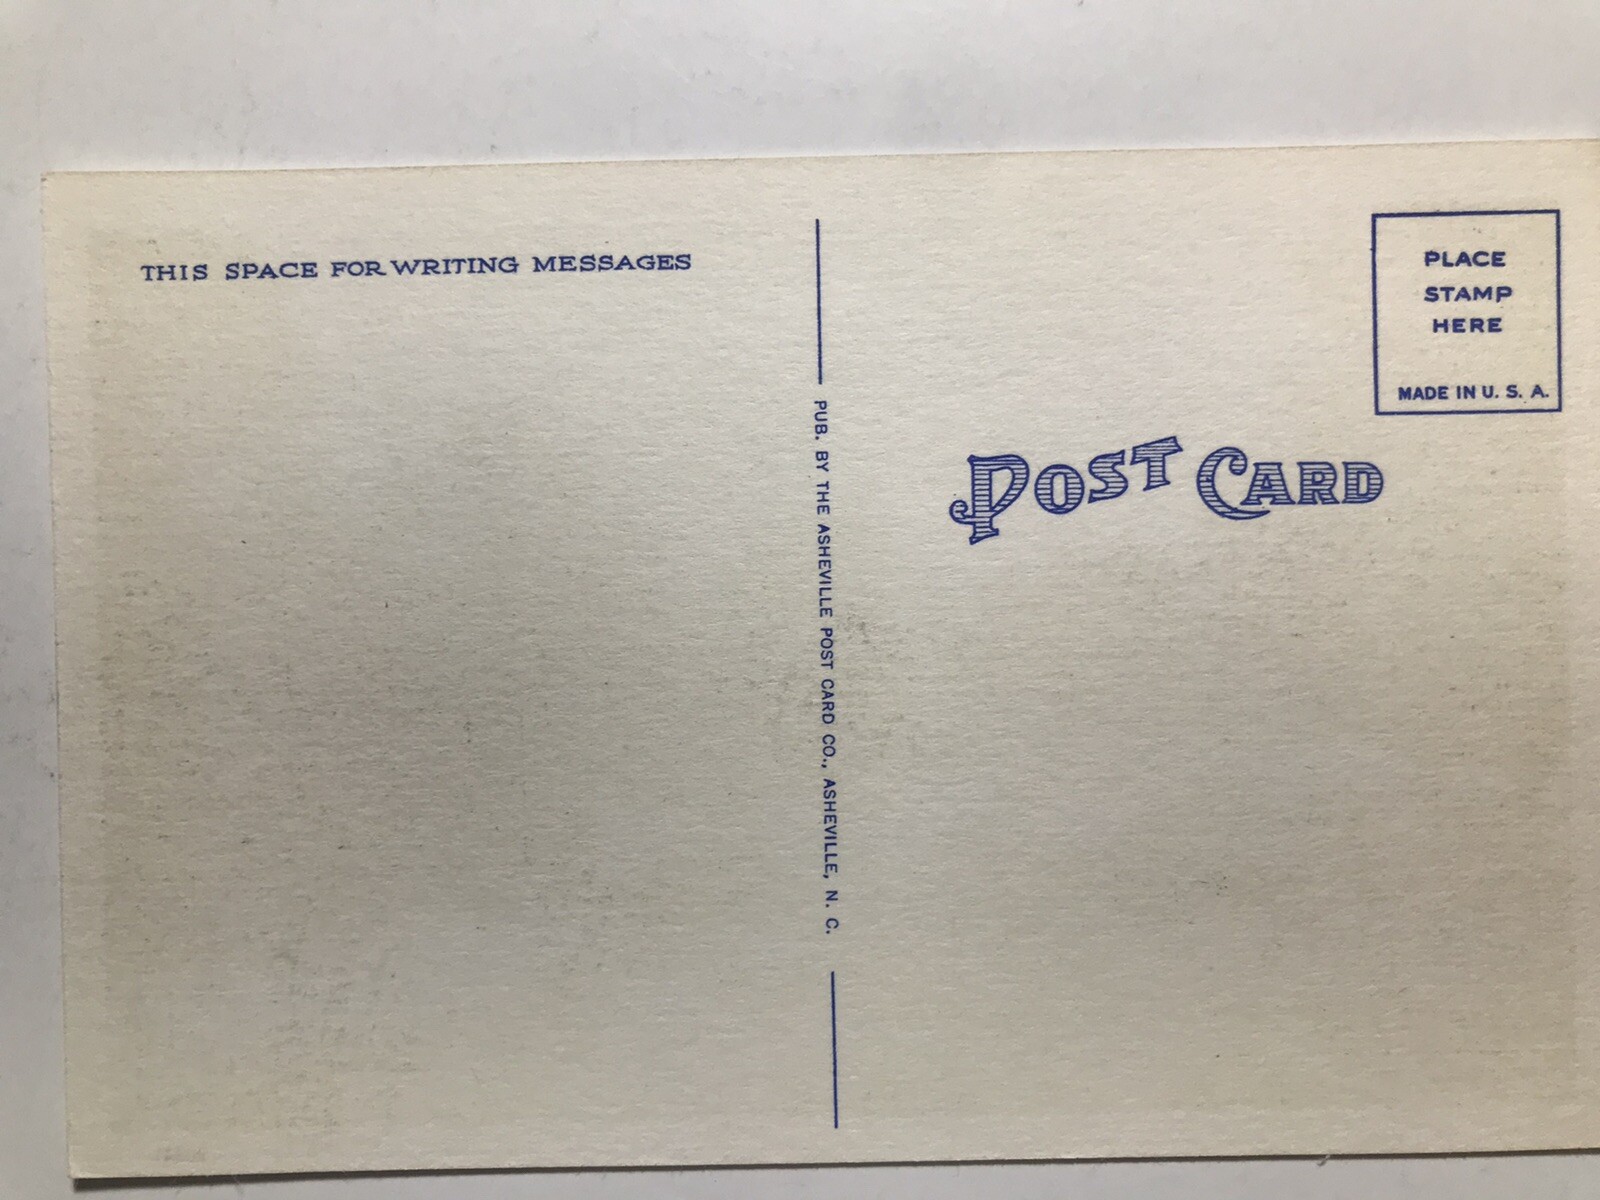 THIS SPACE FOR WRITING MESSAGES
PUB. BY THE ASHEVILLE POST CARD CO., ASHEVILLE, N. C.
PLACE
STAMP
HERE
MADE IN U. S. A.
POST CARD